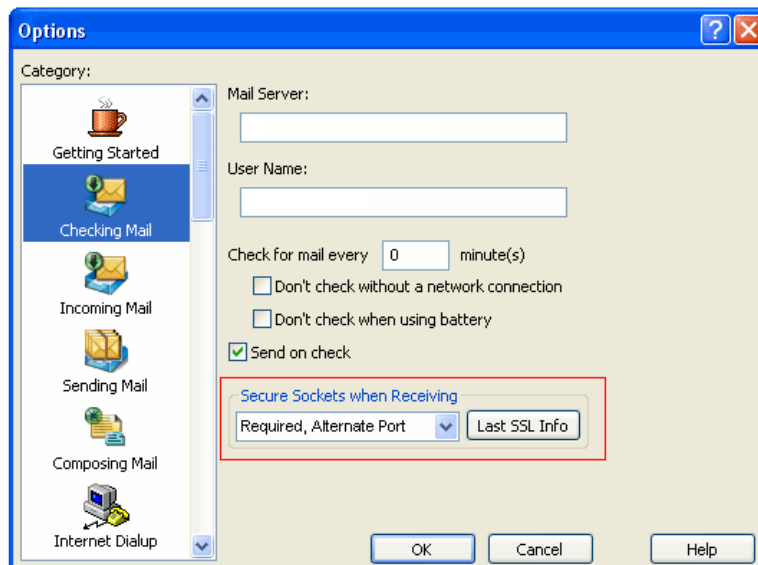 Options
Category:
Getting Started
Checking Mail
Incoming Mail
Sending Mail
Composing Mail
Internet Dialup
Mail Server:
User Name:
Check for mail every 0 minute(s)
Don't check without a network connection
Don't check when using battery
Send on check
Secure Sockets when Receiving
Required, Alternate Port Last SSL Info
OK Cancel Help